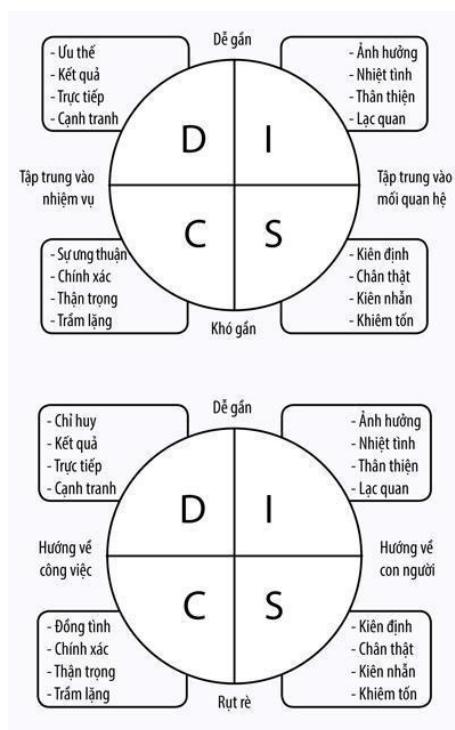 Dễ gần
- Ưu thế
- Kết quả
- Trực tiếp
- Cạnh tranh
- Ảnh hưởng
- Nhiệt tình
- Thân thiện
- Lạc quan
D
I
Tập trung vào
nhiệm vụ
Tập trung vào
mối quan hệ
C
S
- Sự ưng thuận
- Chính xác
- Thận trọng
- Trầm lặng
- Kiên định
- Chân thật
- Kiên nhẫn
- Khiêm tốn
Khó gần
Dễ gần
- Chỉ huy
- Kết quả
- Trực tiếp
- Cạnh tranh
- Ảnh hưởng
- Nhiệt tình
- Thân thiện
- Lạc quan
D
I
Hướng về
công việc
Hướng về
con người
C
S
- Đồng tình
- Chính xác
- Thận trọng
- Trầm lặng
- Kiên định
- Chân thật
- Kiên nhẫn
- Khiêm tốn
Rụt rè